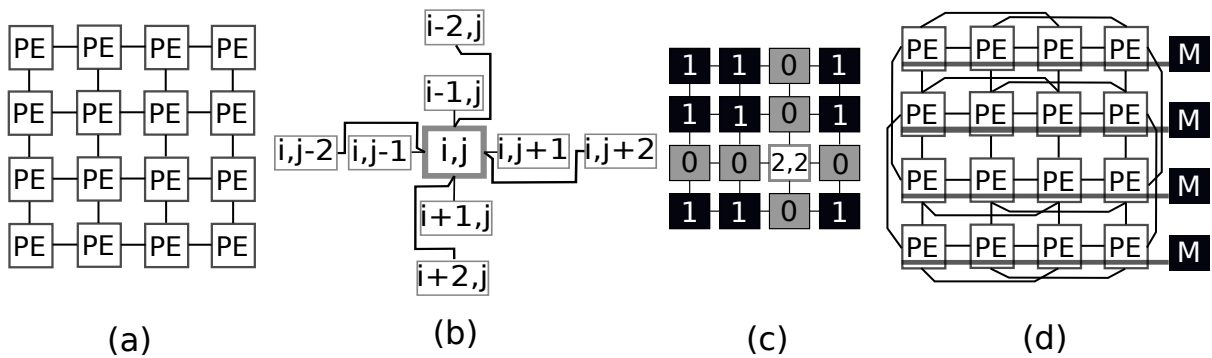 PE PE PE PE
PE PE PE PE
PE PE PE PE
PE PE PE PE
(a)
i-2,j
i-1,j
i,j-2 i,j-1 i,j i,j+1 i,j+2
i+1,j
i+2,j
(b)
1 1 0 1
1 1 0 1
0 0 2,2 0
1 1 0 1
(c)
PE PE PE PE M
PE PE PE PE M
PE PE PE PE M
PE PE PE PE M
(d)